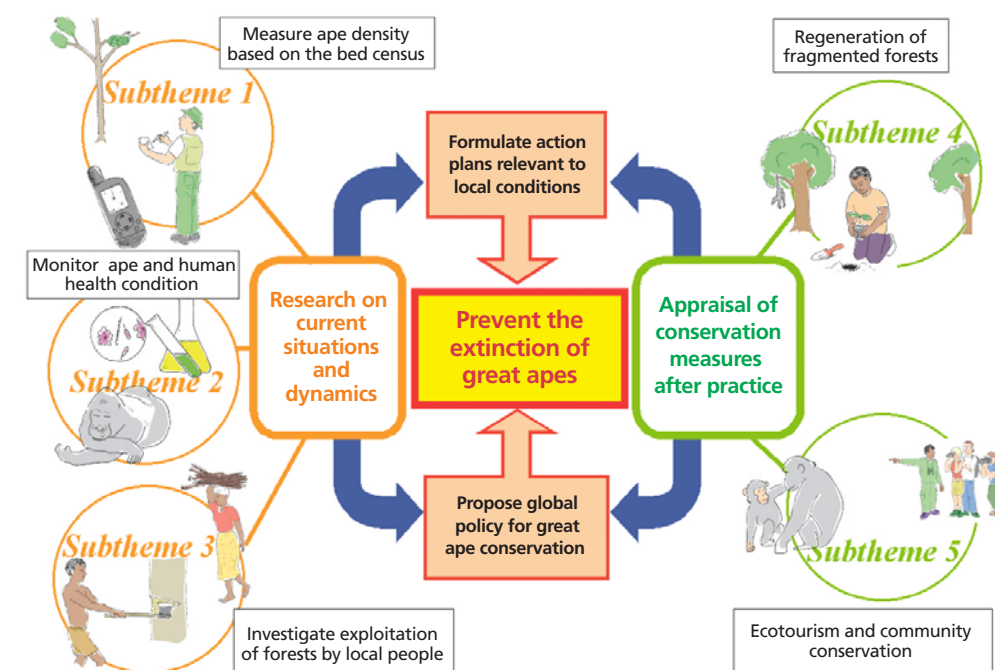 Measure ape density
based on the bed census
Subtheme 1
Monitor ape and human
health condition
Subtheme 2
Subtheme 3
Investigate exploitation
of forests by local people
Research on
current
situations
and
dynamics
Formulate action
plans relevant to
local conditions
Prevent the
extinction of
great apes
Propose global
policy for great
ape conservation
Appraisal of
conservation
measures
after practice
Regeneration of
fragmented forests
Subtheme 4
Subtheme 5
Ecotourism and community
conservation